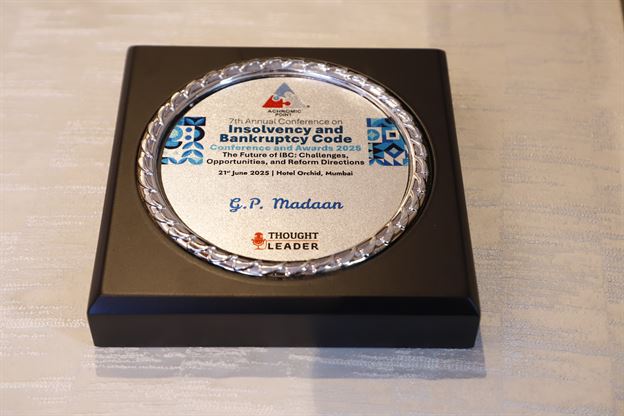 ACHROMIC
POINT
7th Annual Conference on
Insolvency and
Bankruptcy Code
Conference and Awards 2025
The Future of IBC: Challenges,
Opportunities, and Reform Directions
21st June 2025 | Hotel Orchid, Mumbai
G.P. Madaan
THOUGHT
LEADER